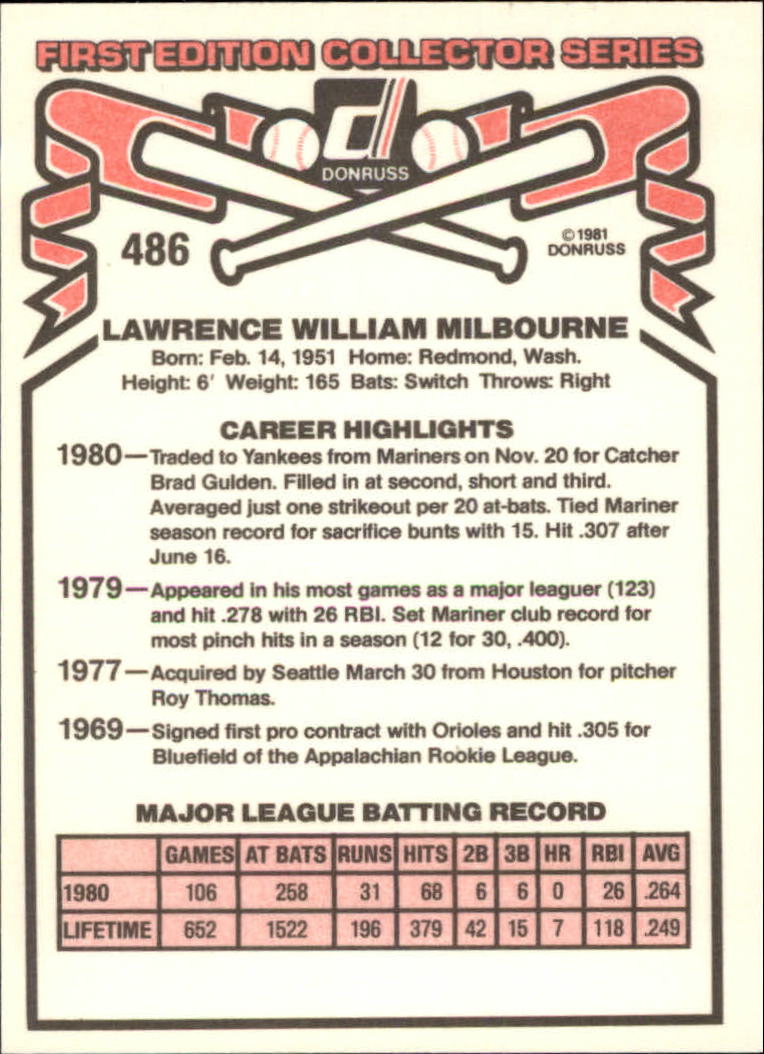 FIRST EDITION COLLECTOR SERIES
d
DONRUSS
486
©1981
DONRUSS
LAWRENCE WILLIAM MILBOURNE
Born: Feb. 14, 1951 Home: Redmond, Wash.
Height: 6' Weight: 165 Bats: Switch Throws: Right
CAREER HIGHLIGHTS
1980—Traded to Yankees from Mariners on Nov. 20 for Catcher
Brad Gulden. Filled in at second, short and third.
Averaged just one strikeout per 20 at-bats. Tied Mariner
season record for sacrifice bunts with 15. Hit .307 after
June 16.
1979—Appeared in his most games as a major leaguer (123)
and hit .278 with 26 RBI. Set Mariner club record for
most pinch hits in a season (12 for 30, .400).
1977—Acquired by Seattle March 30 from Houston for pitcher
Roy Thomas.
1969—Signed first pro contract with Orioles and hit .305 for
Bluefield of the Appalachian Rookie League.
MAJOR LEAGUE BATTING RECORD
GAMES AT BATS RUNS HITS 2B 3B HR RBI AVG
1980 106 258 31 68 6 6 0 26 .264
LIFETIME 652 1522 196 379 42 15 7 118 .249